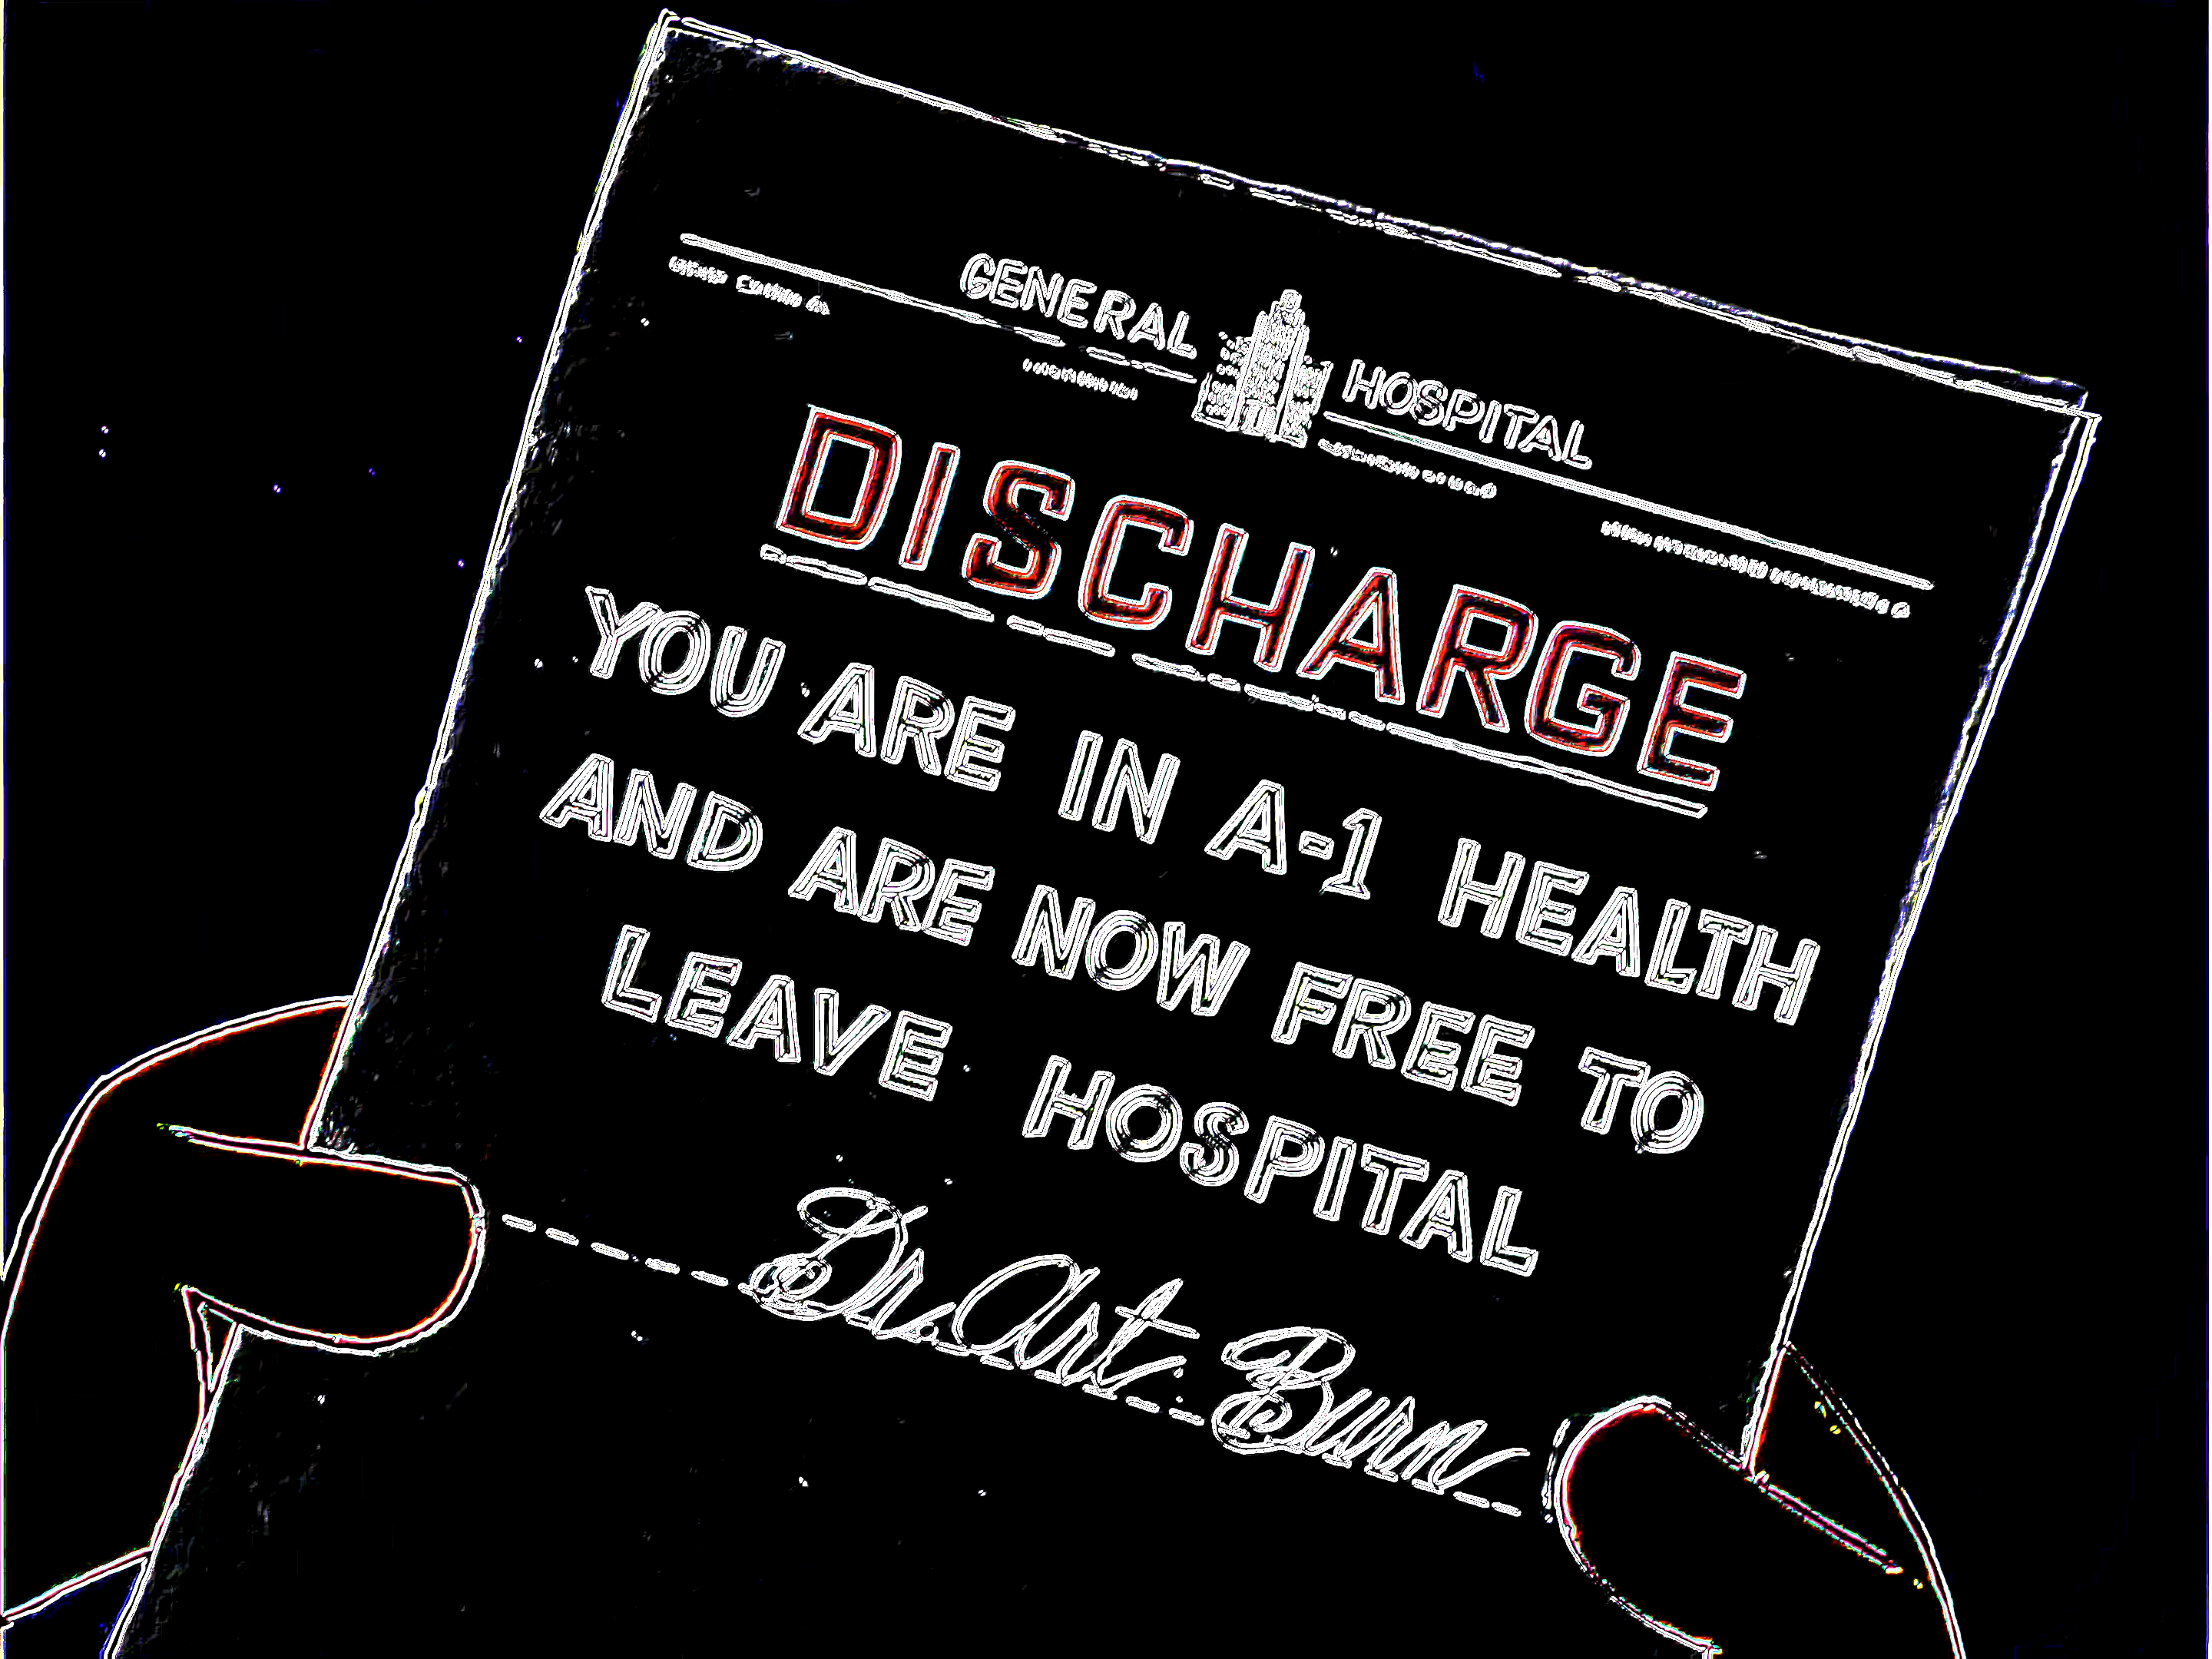 GENERAL HOSPITAL
DISCHARGE
YOU ARE IN A-1 HEALTH
AND ARE NOW FREE TO
LEAVE HOSPITAL
Dr. Art Burn